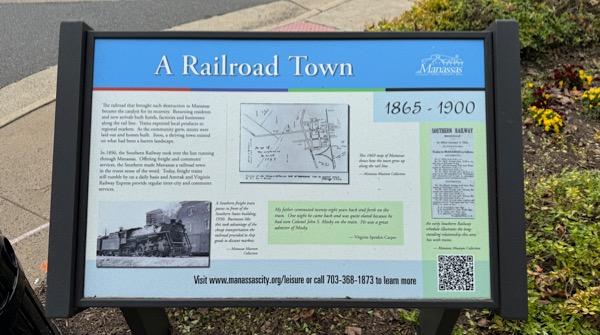 A Railroad Town
Manassas
1865 - 1900
The railroad that brought such destruction to Manassas
became the catalyst for its recovery. Returning residents
and new arrivals built hotels, factories and businesses
along the rail line. Trains exported local products to
regional markets. As the community grew, streets were
laid out and homes built. Soon, a thriving town existed
on what had been a barren landscape.
In 1896, the Southern Railway took over the line running
through Manassas. Offering freight and commuter
services, the Southern made Manassas a railroad town
in the truest sense of the word. Today, freight trains
still rumble by on a daily basis and Amtrak and Virginia
Railway Express provide regular inter-city and commuter
services.
This 1869 map of Manassas
shows how the town grew up
along the rail line.
— Manassas Museum Collection
SOUTHERN RAILWAY
An early Southern Railway
schedule illustrates the long-
standing relationship this area
has with trains.
— Manassas Museum Collection
A Southern freight train
passes in front of the
Southern States building,
1930. Businesses like
this took advantage of the
cheap transportation the
railroad provided to ship
goods to distant markets.
— Manassas Museum
Collection
My father commuted twenty-eight years back and forth on the
train. One night he came back and was quite elated because he
had seen Colonel John S. Mosby on the train. He was a great
admirer of Mosby.
— Virginia Speiden Carper
Visit www.manassascity.org/leisure or call 703-368-1873 to learn more